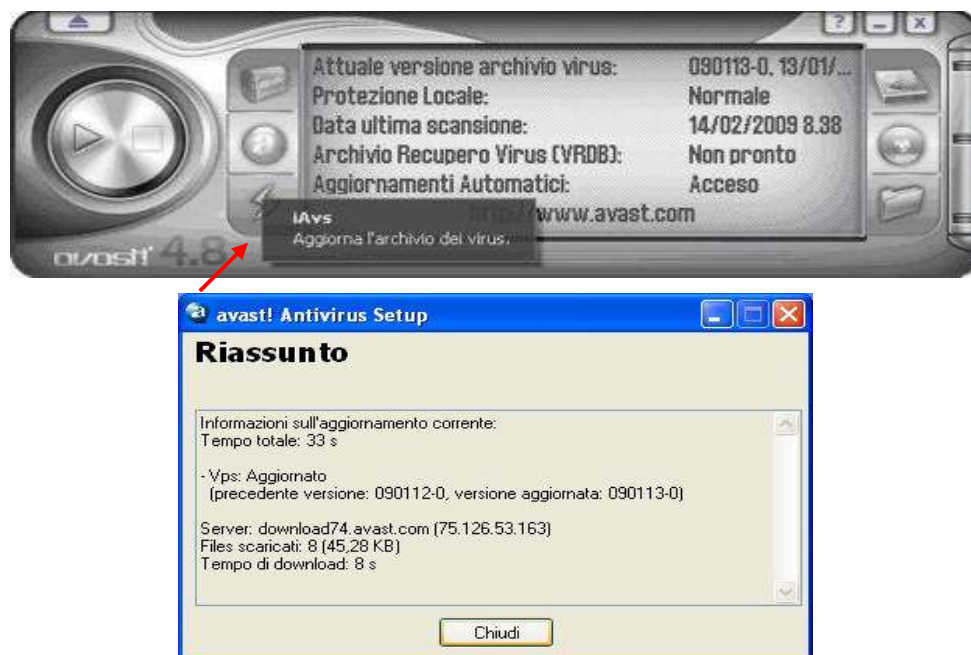 ? _ x
Attuale versione archivio virus: 090113-0, 13/01/...
Protezione Locale: Normale
Data ultima scansione: 14/02/2009 8.38
Archivio Recupero Virus (VRDB): Non pronto
Aggiornamenti Automatici: Acceso
www.avast.com
iAvs
Aggiorna l'archivio dei virus.
avast! 4.8
avast! Antivirus Setup
Riassunto
Informazioni sull'aggiornamento corrente:
Tempo totale: 33 s
- Vps: Aggiornato
(precedente versione: 090112-0, versione aggiornata: 090113-0)
Server: download74.avast.com (75.126.53.163)
Files scaricati: 8 (45,28 KB)
Tempo di download: 8 s
Chiudi